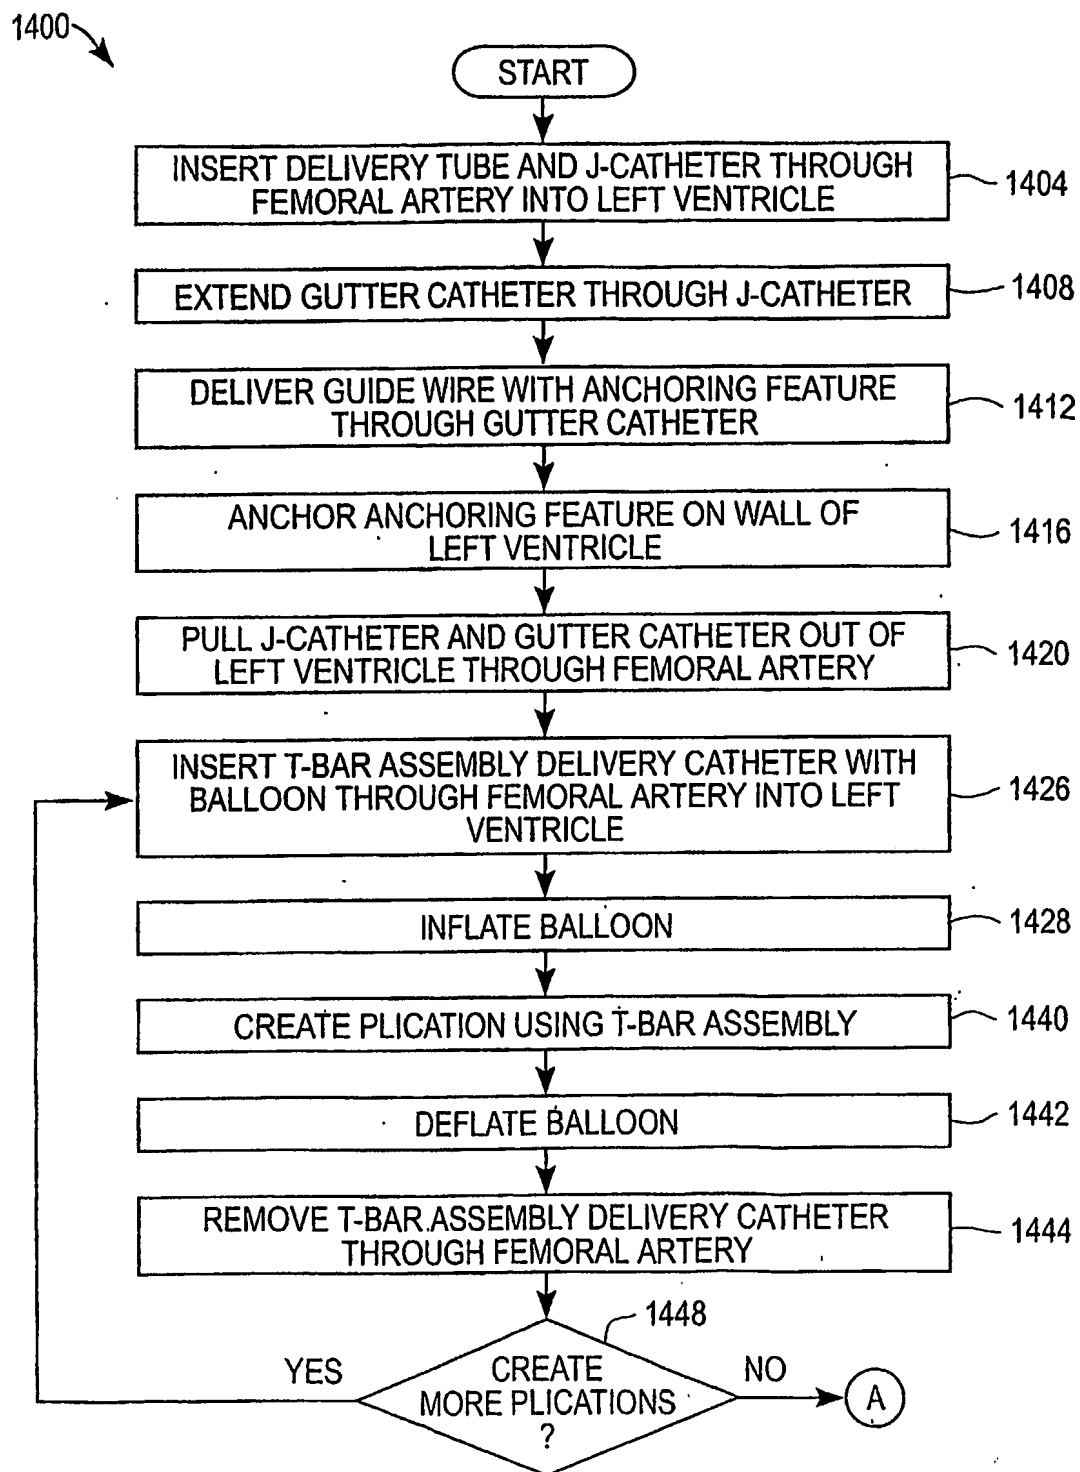 1400
START
INSERT DELIVERY TUBE AND J-CATHETER THROUGH
FEMORAL ARTERY INTO LEFT VENTRICLE
1404
EXTEND GUTTER CATHETER THROUGH J-CATHETER
1408
DELIVER GUIDE WIRE WITH ANCHORING FEATURE
THROUGH GUTTER CATHETER
1412
ANCHOR ANCHORING FEATURE ON WALL OF
LEFT VENTRICLE
1416
PULL J-CATHETER AND GUTTER CATHETER OUT OF
LEFT VENTRICLE THROUGH FEMORAL ARTERY
1420
INSERT T-BAR ASSEMBLY DELIVERY CATHETER WITH
BALLOON THROUGH FEMORAL ARTERY INTO LEFT
VENTRICLE
1426
INFLATE BALLOON
1428
CREATE PLICATION USING T-BAR ASSEMBLY
1440
DEFLATE BALLOON
1442
REMOVE T-BAR ASSEMBLY DELIVERY CATHETER
THROUGH FEMORAL ARTERY
1444
1448
YES
CREATE
MORE PLICATIONS
?
NO
A